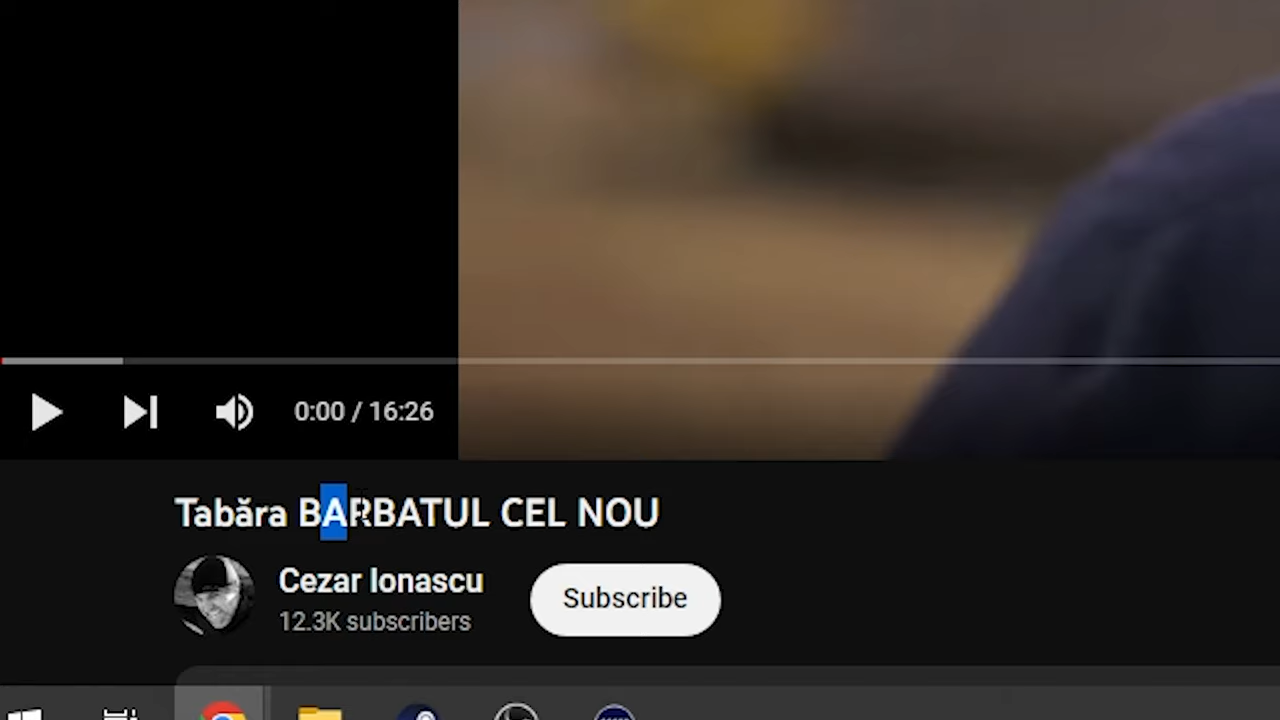 0:00 / 16:26
Tabăra BARBATUL CEL NOU
Cezar Ionascu
12.3K subscribers
Subscribe